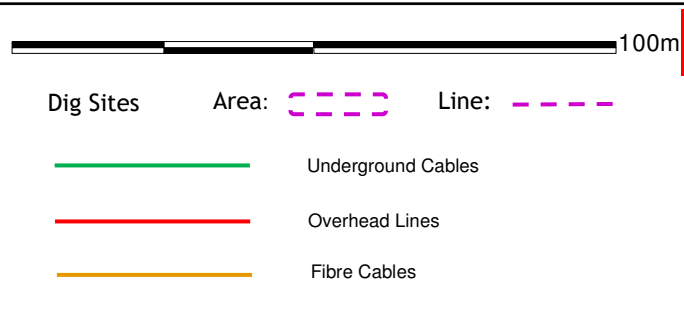 100m
Dig Sites Area: Line:
Underground Cables
Overhead Lines
Fibre Cables